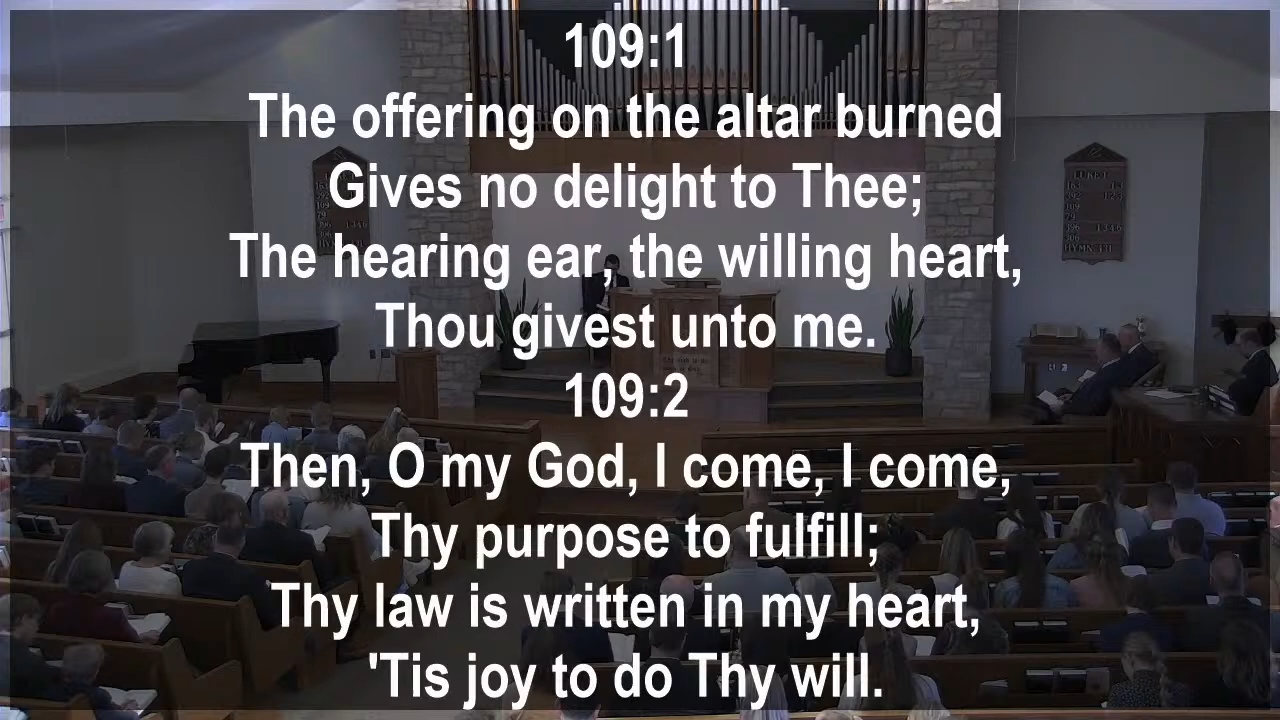 109:1
The offering on the altar burned
Gives no delight to Thee;
The hearing ear, the willing heart,
Thou givest unto me.
109:2
Then, O my God, I come, I come,
Thy purpose to fulfill;
Thy law is written in my heart,
'Tis joy to do Thy will.